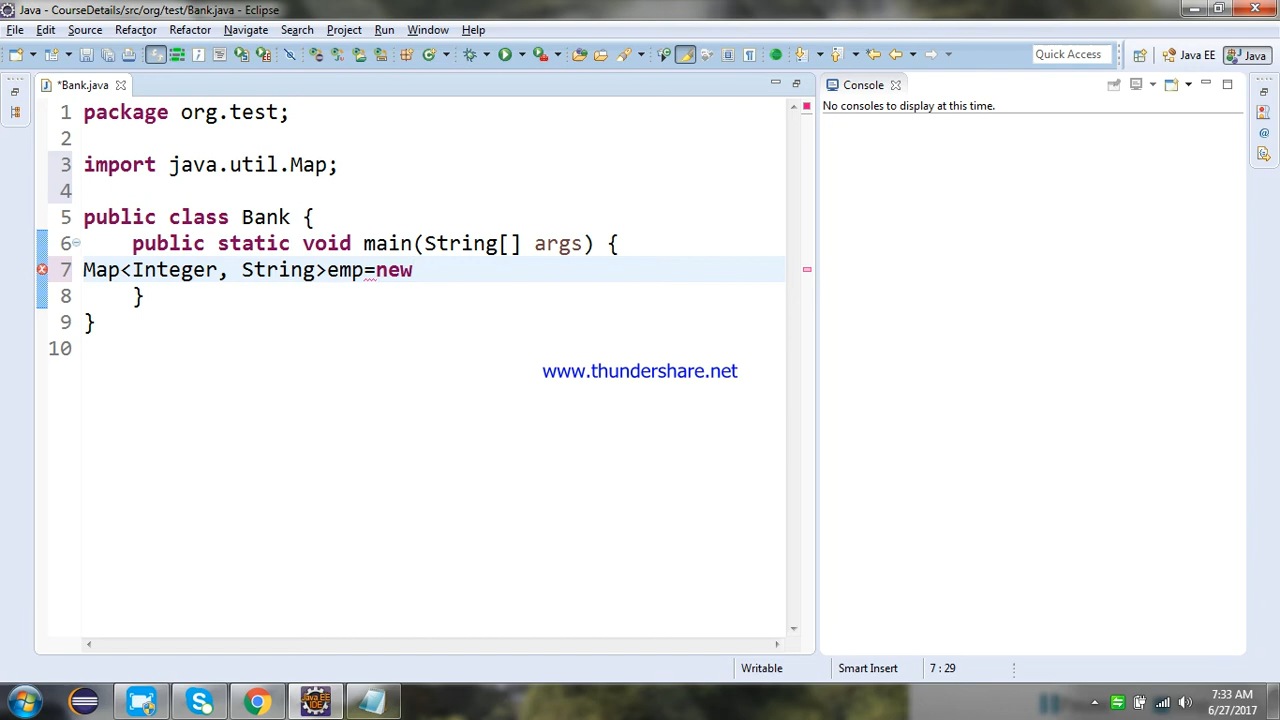 Java - CourseDetails/src/org/test/Bank.java - Eclipse
File Edit Source Refactor Refactor Navigate Search Project Run Window Help
Quick Access Java EE Java
*Bank.java
Console
No consoles to display at this time.
1 package org.test;
2
3 import java.util.Map;
4
5 public class Bank {
6 public static void main(String[] args) {
7 Map<Integer, String>emp=new
8 }
9 }
10
www.thundershare.net
Writable Smart Insert 7 : 29
Java EE
IDE
7:33 AM
6/27/2017